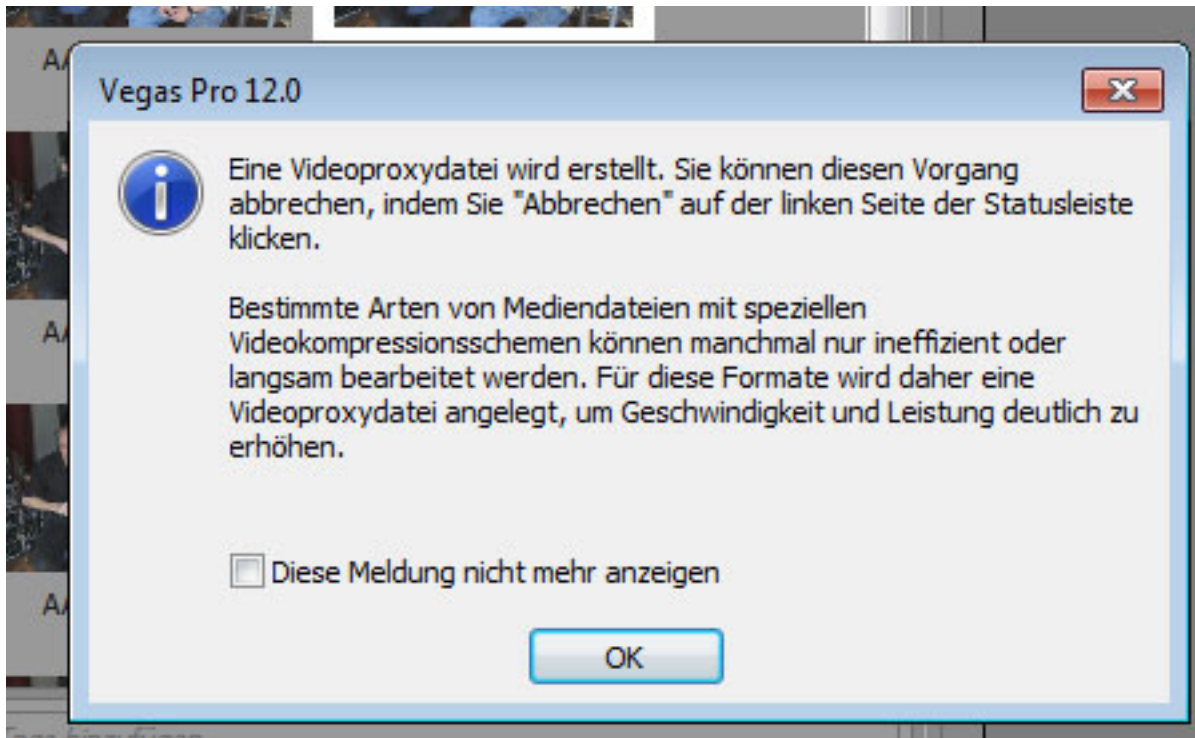 Vegas Pro 12.0
Eine Videoproxydatei wird erstellt. Sie können diesen Vorgang
abbrechen, indem Sie "Abbrechen" auf der linken Seite der Statusleiste
klicken.
Bestimmte Arten von Mediendateien mit speziellen
Videokompressionsschemen können manchmal nur ineffizient oder
langsam bearbeitet werden. Für diese Formate wird daher eine
Videoproxydatei angelegt, um Geschwindigkeit und Leistung deutlich zu
erhöhen.
Diese Meldung nicht mehr anzeigen
OK